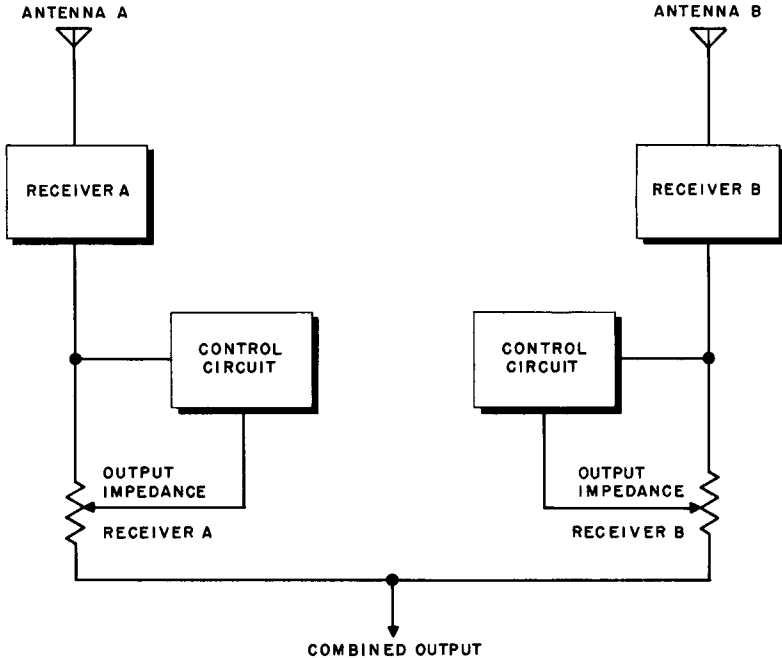 ANTENNA A
ANTENNA B
RECEIVER A
RECEIVER B
CONTROL
CIRCUIT
CONTROL
CIRCUIT
OUTPUT
IMPEDANCE
RECEIVER A
OUTPUT
IMPEDANCE
RECEIVER B
COMBINED OUTPUT